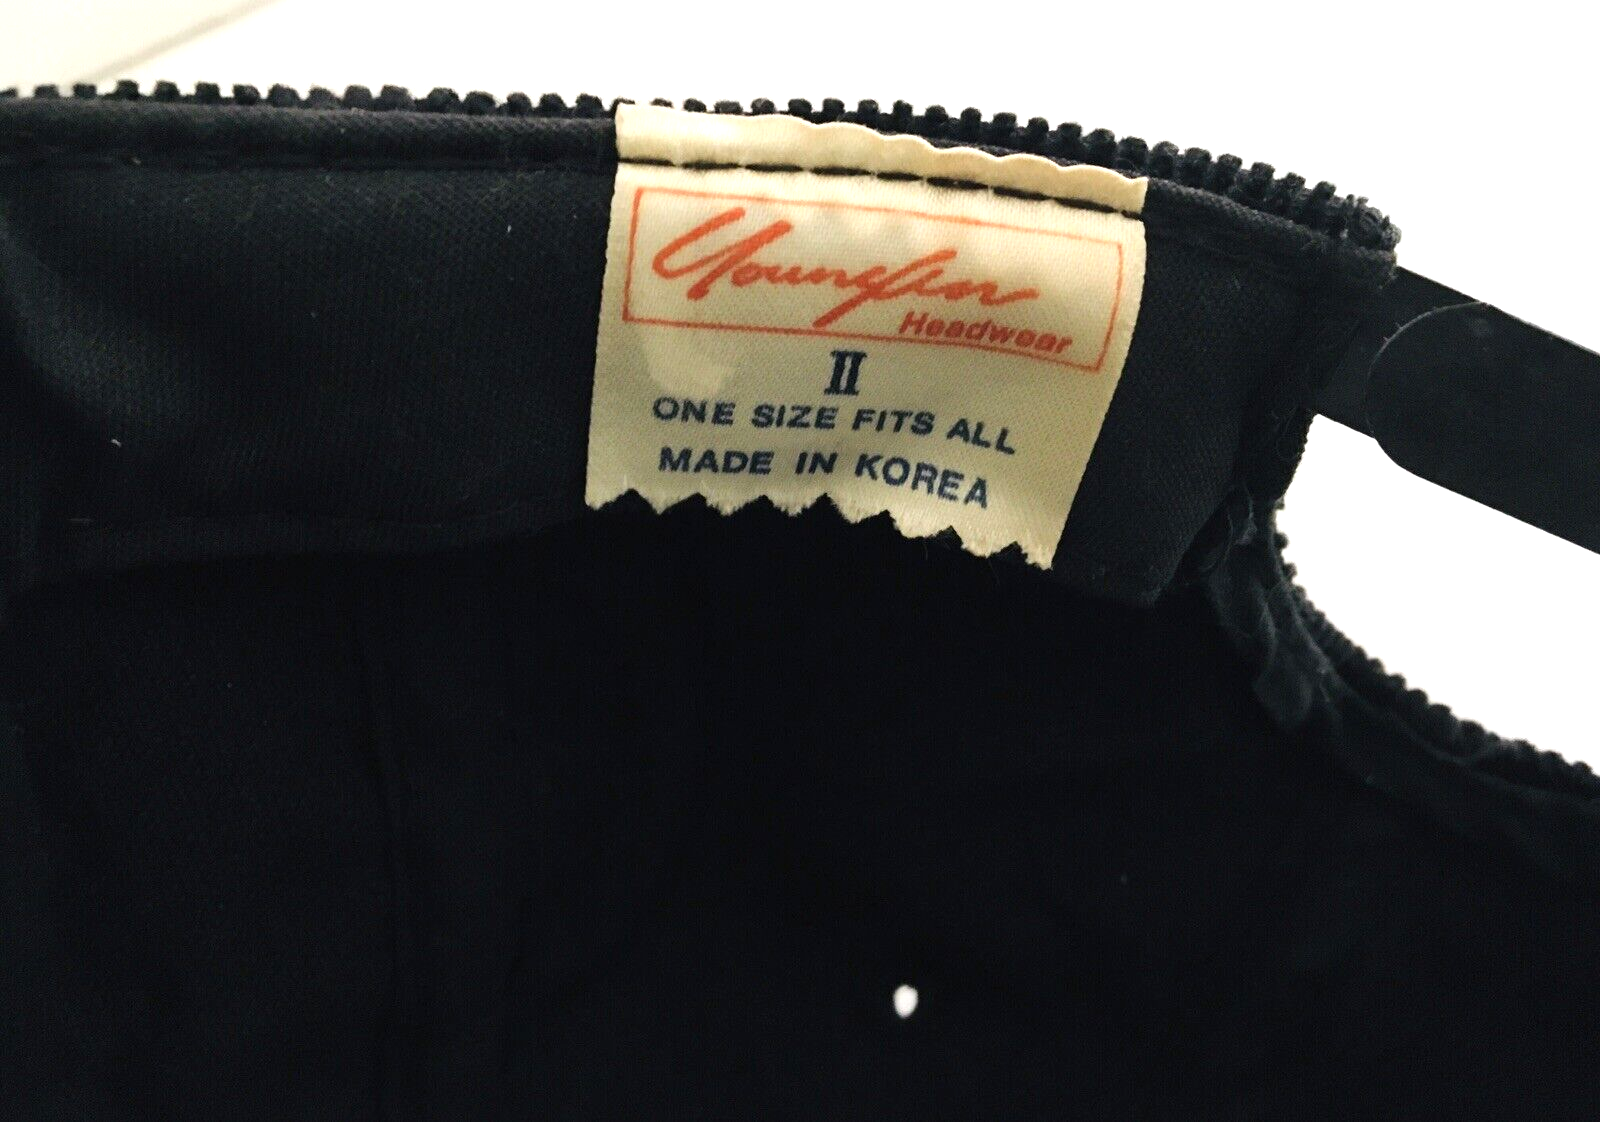 Youngan
Headwear
II
ONE SIZE FITS ALL
MADE IN KOREA